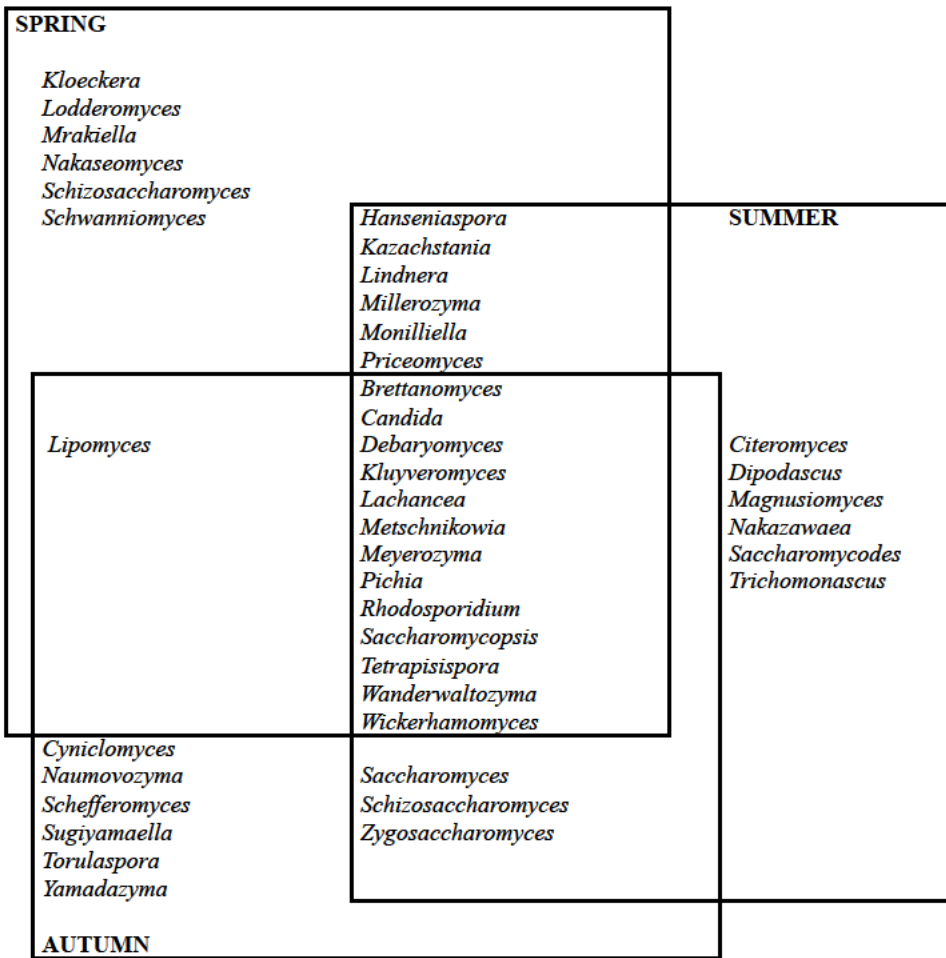 SPRING
Kloeckera
Lodderomyces
Mrakiella
Nakaseomyces
Schizosaccharomyces
Schwanniomyces
Hanseniaspora
Kazachstania
Lindnera
Millerozyma
Monilliella
Priceomyces
SUMMER
Lipomyces
Brettanomyces
Candida
Debaryomyces
Kluyveromyces
Lachancea
Metschnikowia
Meyerozyma
Pichia
Rhodosporidium
Saccharomycopsis
Tetrapisispora
Wanderwaltozyma
Wickerhamomyces
Citeromyces
Dipodascus
Magnusiomyces
Nakazawaea
Saccharomycodes
Trichomonascus
Cyniclomyces
Naumovozyma
Schefferomyces
Sugiyamaella
Torulaspora
Yamadazyma
Saccharomyces
Schizosaccharomyces
Zygosaccharomyces
AUTUMN